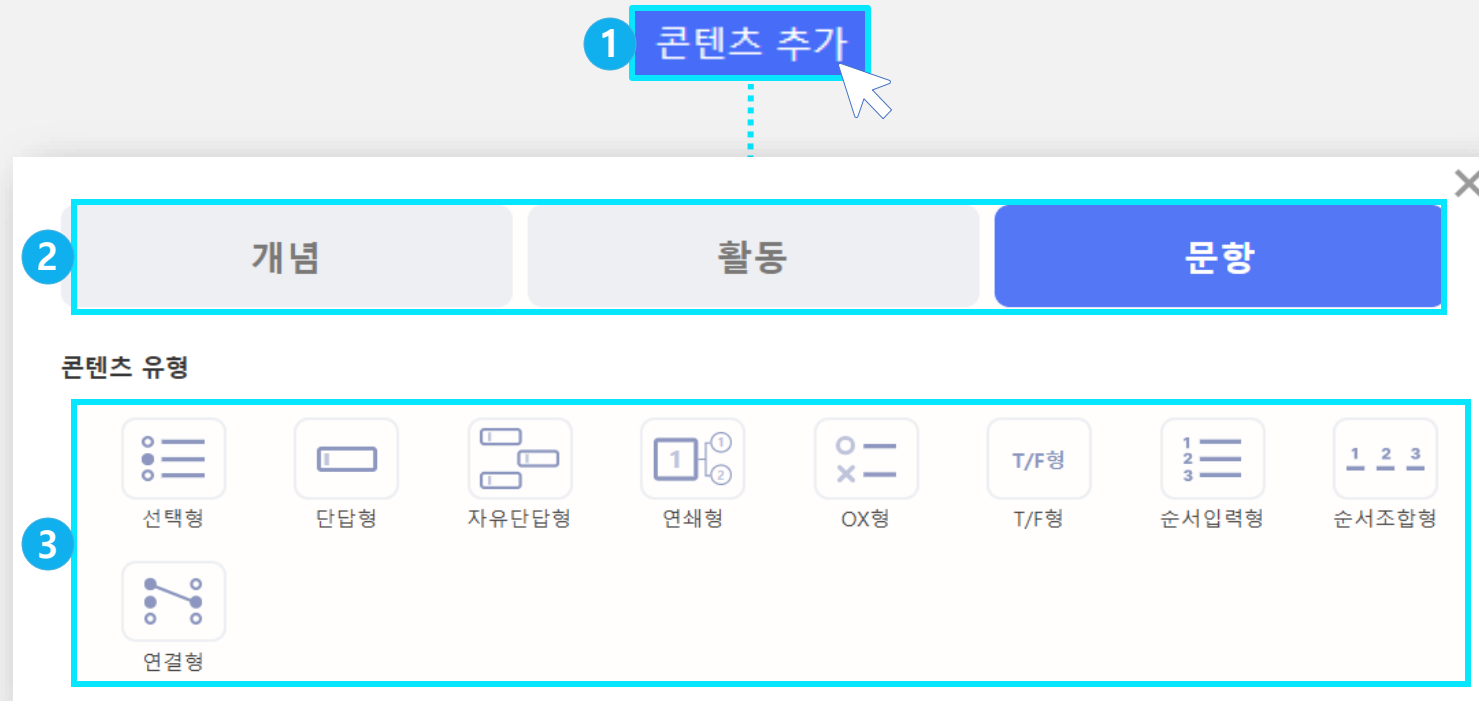 1 콘텐츠 추가
2 개념 활동 문항
콘텐츠 유형
1 1 T/F형 1 1 2 3
2 2
3
선택형 단답형 자유단답형 연쇄형 OX형 T/F형 순서입력형 순서조합형
3
연결형